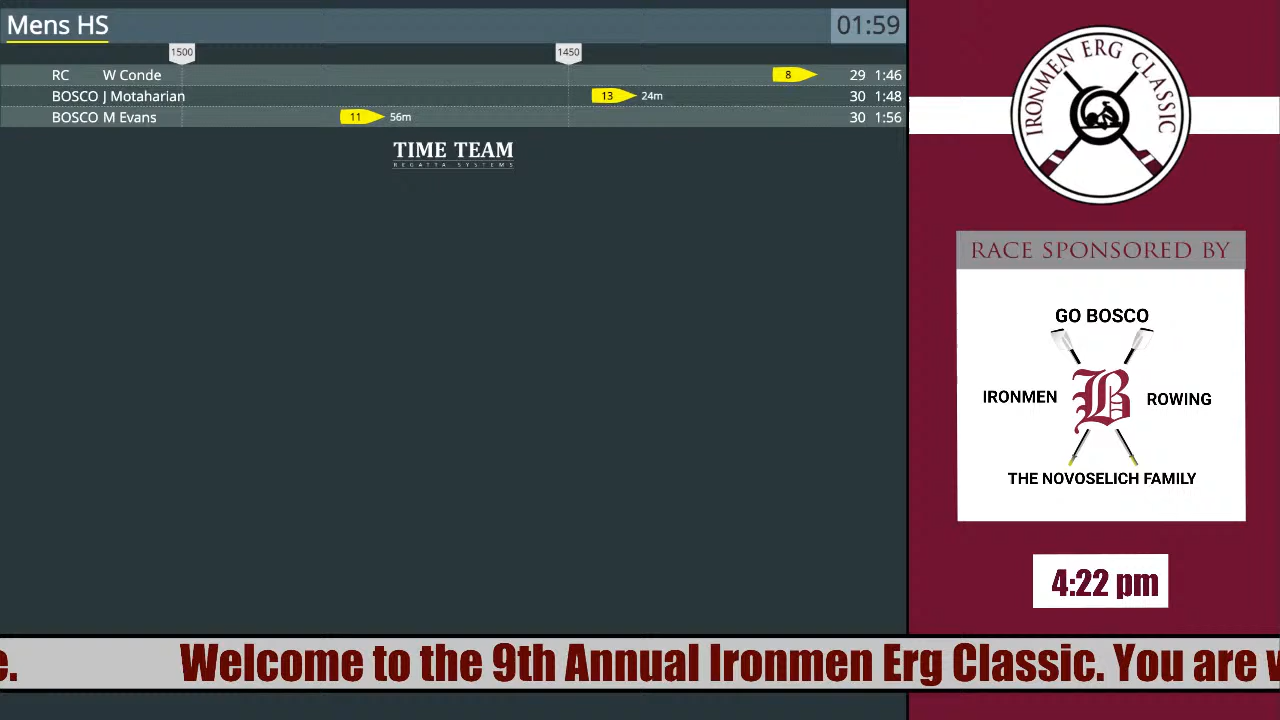 Mens HS 01:59
1500 1450
RC W Conde 8 29 1:46
BOSCO J Motaharian 13 24m 30 1:48
BOSCO M Evans 11 56m 30 1:56
TIME TEAM
REGATTA SYSTEMS
IRONMEN ERG CLASSIC
RACE SPONSORED BY
GO BOSCO
IRONMEN B ROWING
THE NOVOSELICH FAMILY
4:22 pm
e. Welcome to the 9th Annual Ironmen Erg Classic. You are